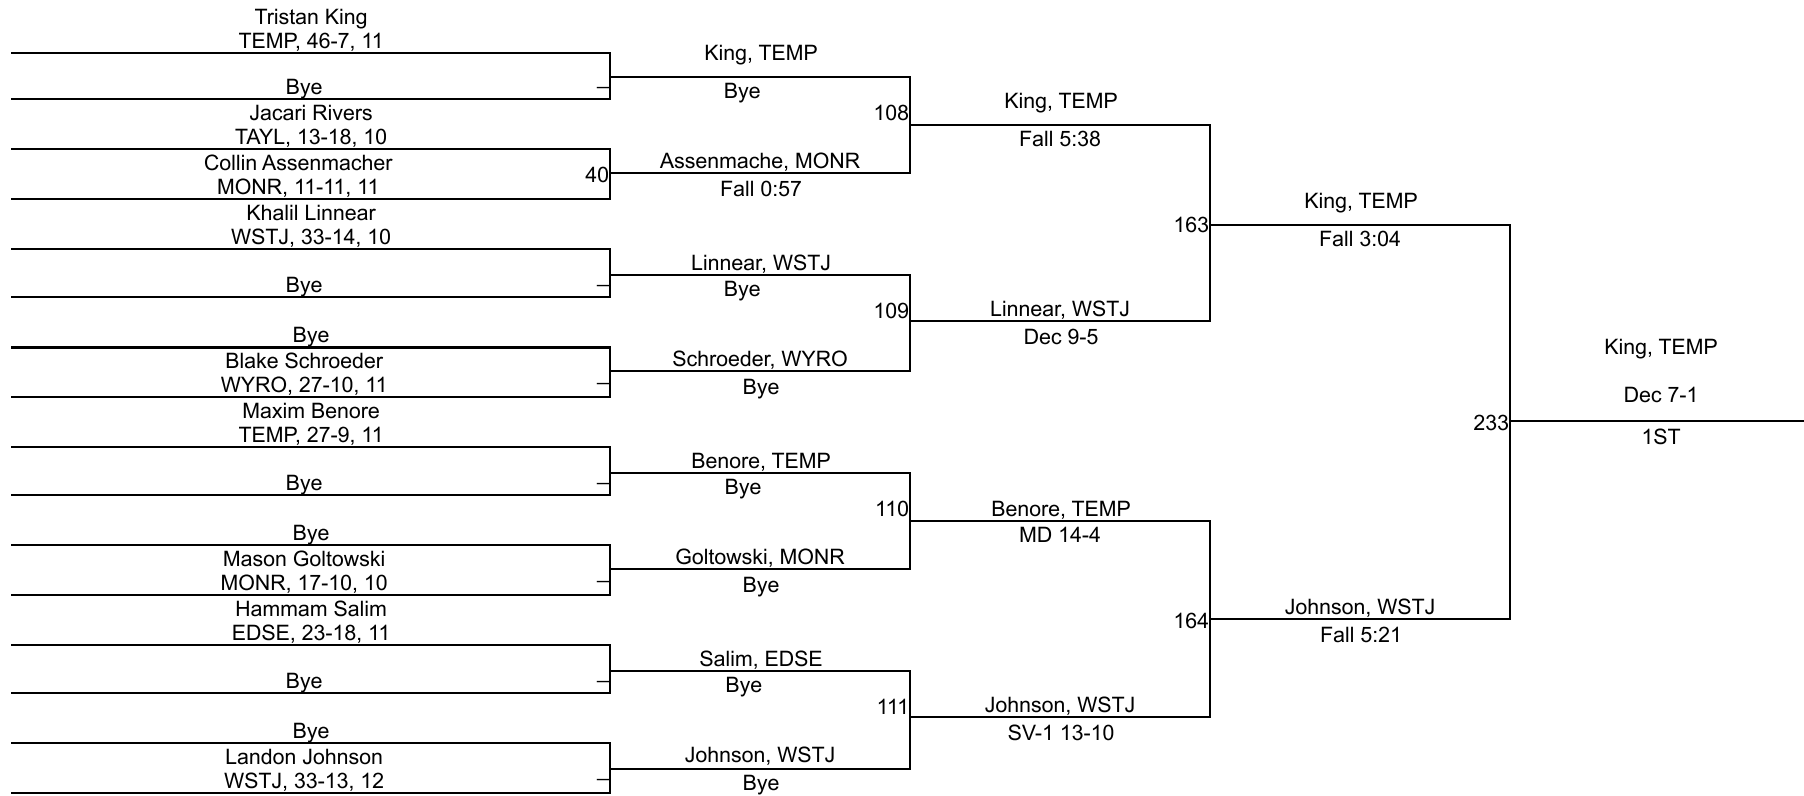 Tristan King
TEMP, 46-7, 11
Bye
Jacari Rivers
TAYL, 13-18, 10
Collin Assenmacher
MONR, 11-11, 11
40
Khalil Linnear
WSTJ, 33-14, 10
Bye
Bye
Blake Schroeder
WYRO, 27-10, 11
Maxim Benore
TEMP, 27-9, 11
Bye
Bye
Mason Goltowski
MONR, 17-10, 10
Hammam Salim
EDSE, 23-18, 11
Bye
Bye
Landon Johnson
WSTJ, 33-13, 12
King, TEMP
Bye
108
Assenmache, MONR
Fall 0:57
Linnear, WSTJ
Bye
109
Schroeder, WYRO
Bye
Benore, TEMP
Bye
110
Goltowski, MONR
Bye
Salim, EDSE
Bye
111
Johnson, WSTJ
Bye
King, TEMP
Fall 5:38
163
Linnear, WSTJ
Dec 9-5
Benore, TEMP
MD 14-4
164
Johnson, WSTJ
SV-1 13-10
King, TEMP
Fall 3:04
233
Johnson, WSTJ
Fall 5:21
King, TEMP
Dec 7-1
1ST